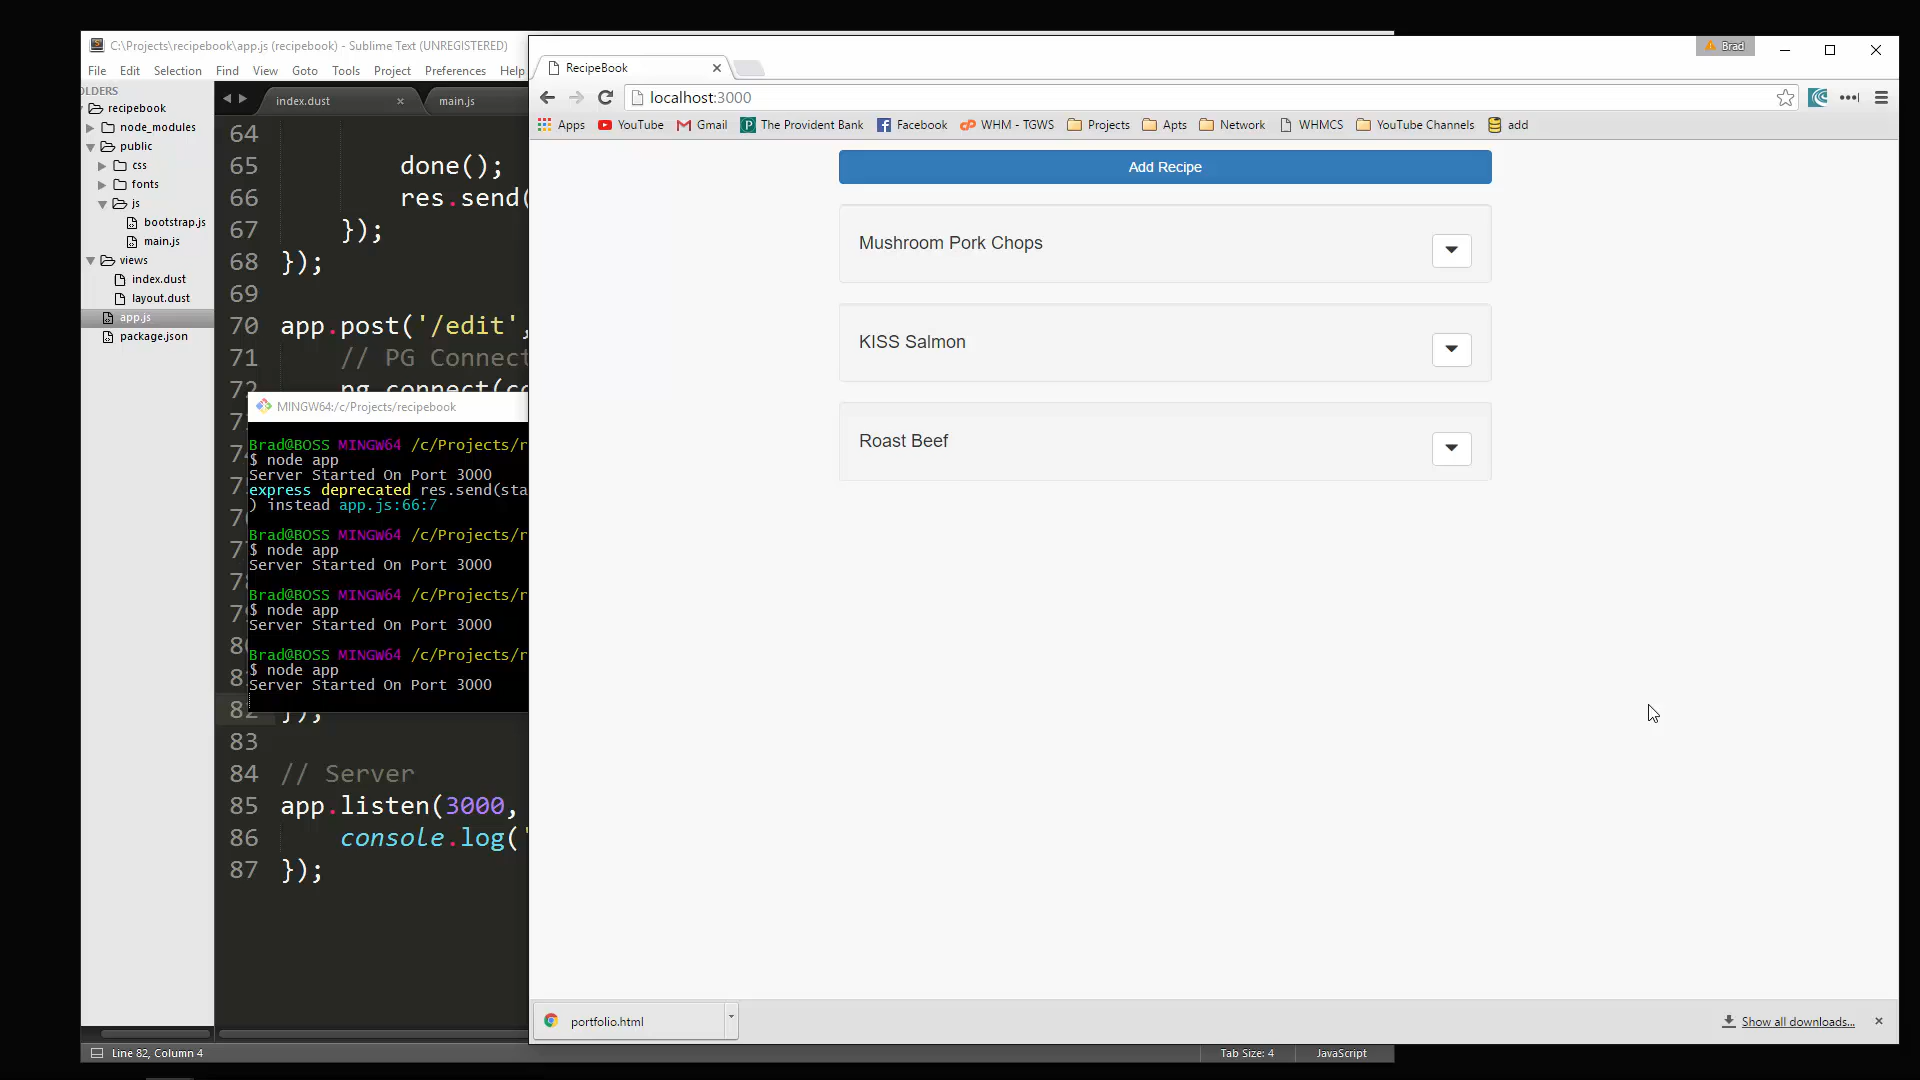 C:\Projects\recipebook\app.js (recipebook) - Sublime Text (UNREGISTERED)
File Edit Selection Find View Goto Tools Project Preferences Help
OLDERS
recipebook
node_modules
public
css
fonts
js
bootstrap.js
main.js
views
index.dust
layout.dust
app.js
package.json
index.dust main.js
64
65 done();
66 res.send(
67 });
68 });
69
70 app.post('/edit',
71 // PG Connect
72 pg.connect(co
MINGW64:/c/Projects/recipebook
Brad@BOSS MINGW64 /c/Projects/r
$ node app
Server Started On Port 3000
express deprecated res.send(sta
) instead app.js:66:7
Brad@BOSS MINGW64 /c/Projects/r
$ node app
Server Started On Port 3000
Brad@BOSS MINGW64 /c/Projects/r
$ node app
Server Started On Port 3000
Brad@BOSS MINGW64 /c/Projects/r
$ node app
Server Started On Port 3000
82 });
83
84 // Server
85 app.listen(3000,
86 console.log('
87 });
Line 82, Column 4
Tab Size: 4
JavaScript
Brad
RecipeBook
localhost:3000
Apps YouTube Gmail The Provident Bank Facebook WHM - TGWS Projects Apts Network WHMCS YouTube Channels add
Add Recipe
Mushroom Pork Chops
KISS Salmon
Roast Beef
portfolio.html
Show all downloads...